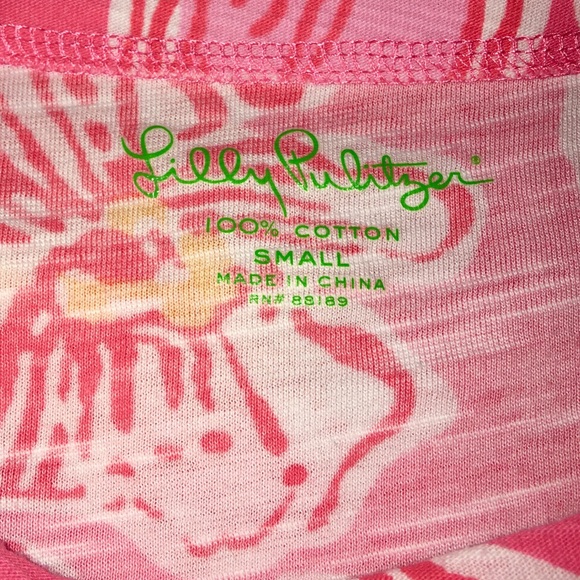 Lilly Pulitzer®
100% COTTON
SMALL
MADE IN CHINA
RN# 88189